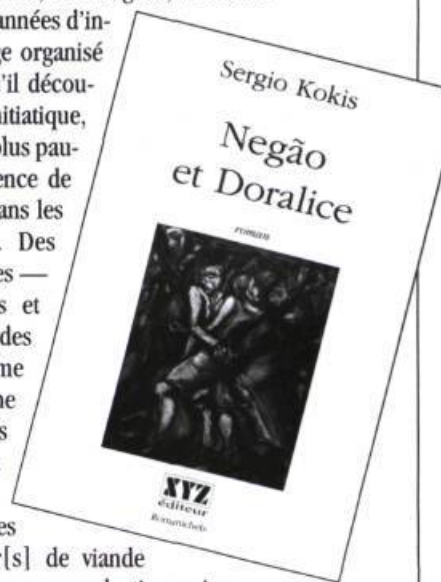 années d'in-
ge organisé
'il décou-
nitiatique,
plus pau-
ence de
ans les
. Des
es —
s et
des
me
ne
s
es
r[s] de viande
Sergio Kokis
Negão
et Doralice
roman
XYZ
éditeur
Romanichels